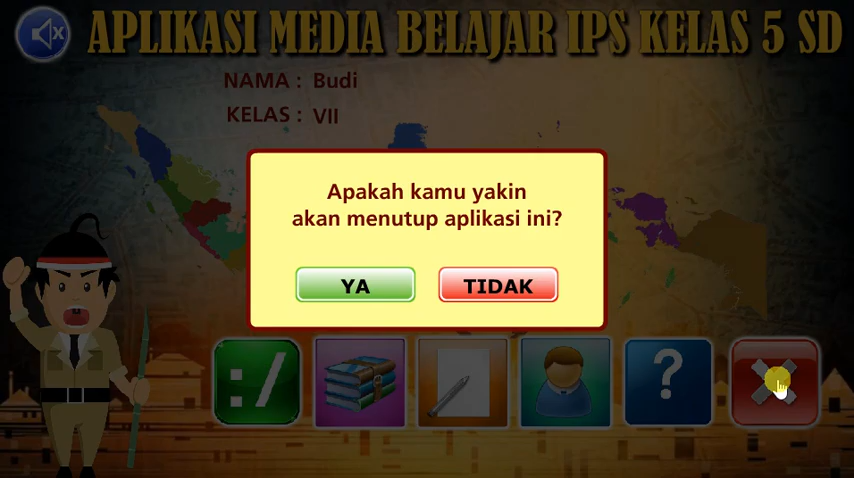 APLIKASI MEDIA BELAJAR IPS KELAS 5 SD
NAMA : Budi
KELAS : VII
Apakah kamu yakin
akan menutup aplikasi ini?
YA
TIDAK
:/
?